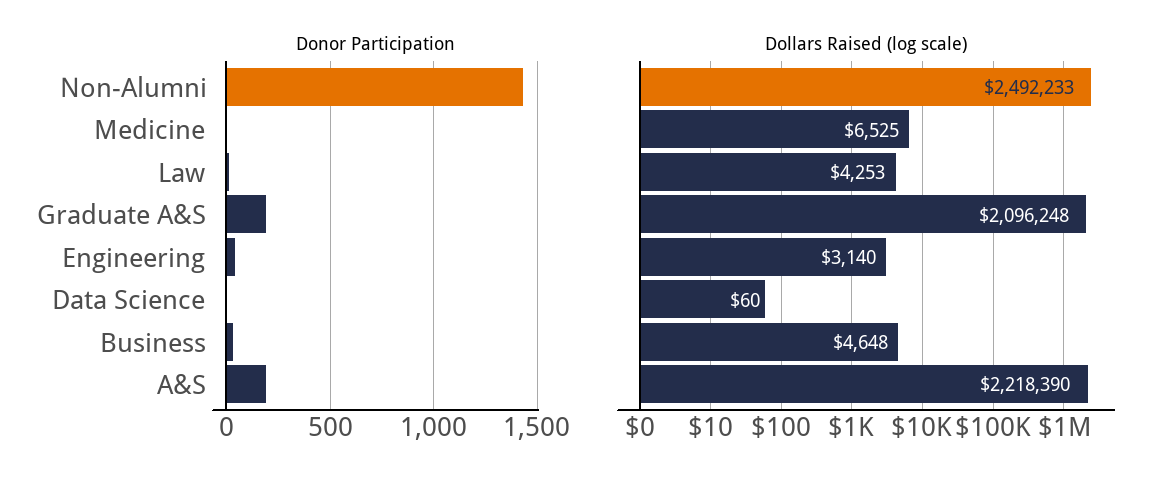 Donor Participation
Dollars Raised (log scale)
Non-Alumni
$2,492,233
Medicine
$6,525
Law
$4,253
Graduate A&S
$2,096,248
Engineering
$3,140
Data Science
$60
Business
$4,648
A&S
$2,218,390
0 500 1,000 1,500
$0 $10 $100 $1K $10K $100K $1M